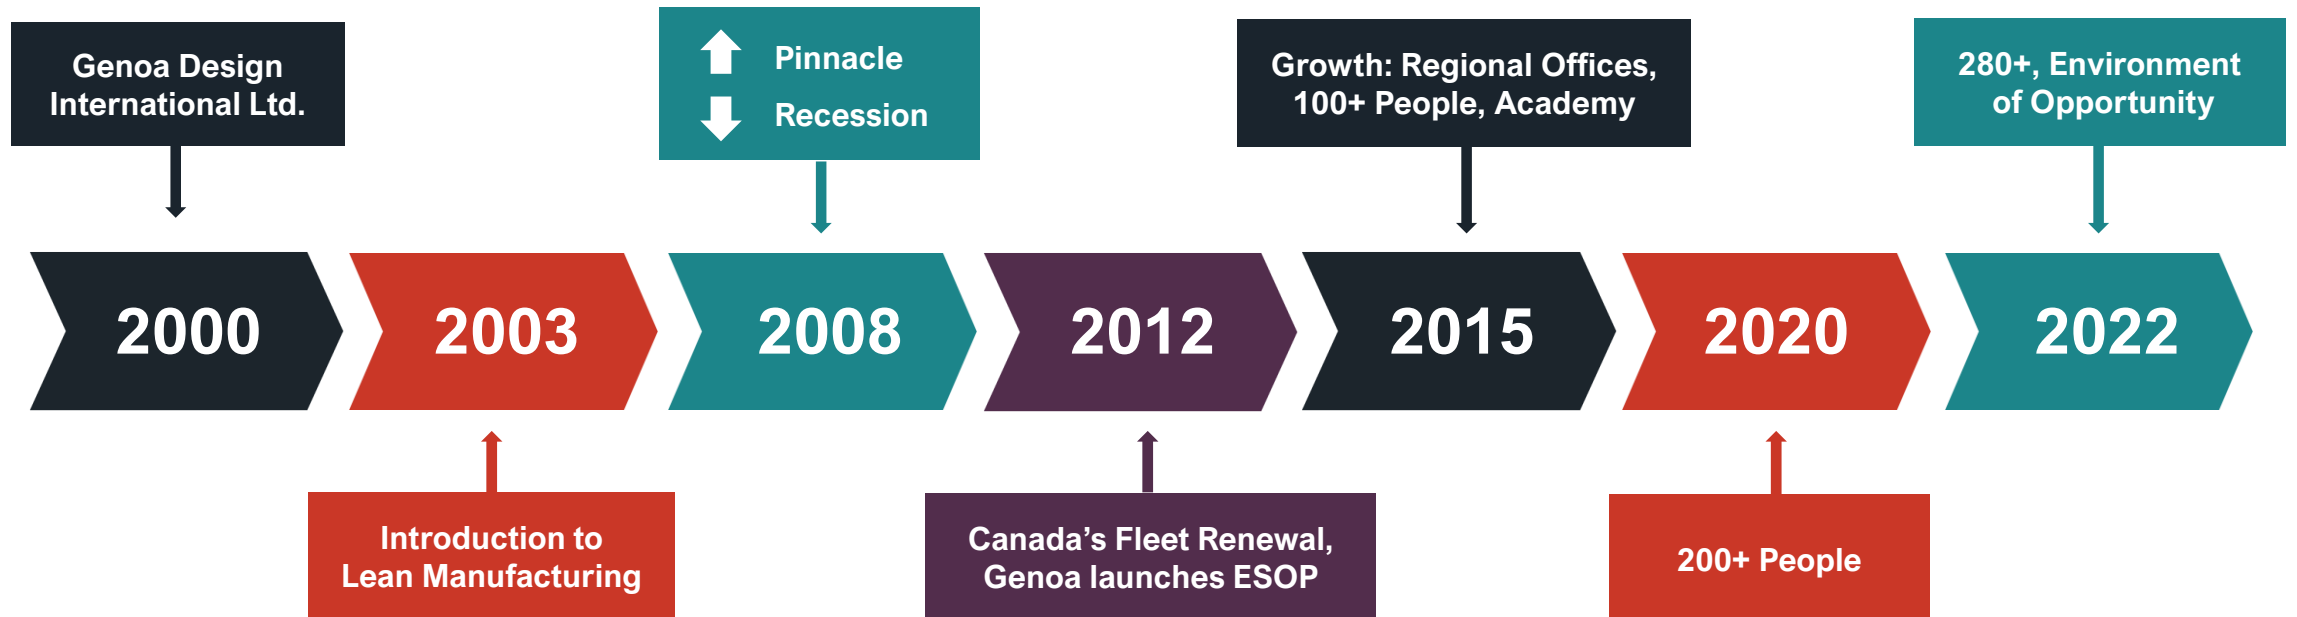 Genoa Design
International Ltd.
Pinnacle
Recession
Growth: Regional Offices,
100+ People, Academy
280+, Environment
of Opportunity
2000
2003
2008
2012
2015
2020
2022
Introduction to
Lean Manufacturing
Canada’s Fleet Renewal,
Genoa launches ESOP
200+ People